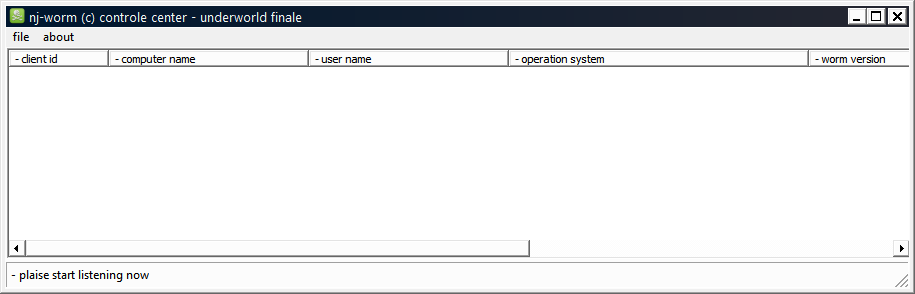 nj-worm (c) controle center - underworld finale
file about
- client id - computer name - user name - operation system - worm version
- plaise start listening now